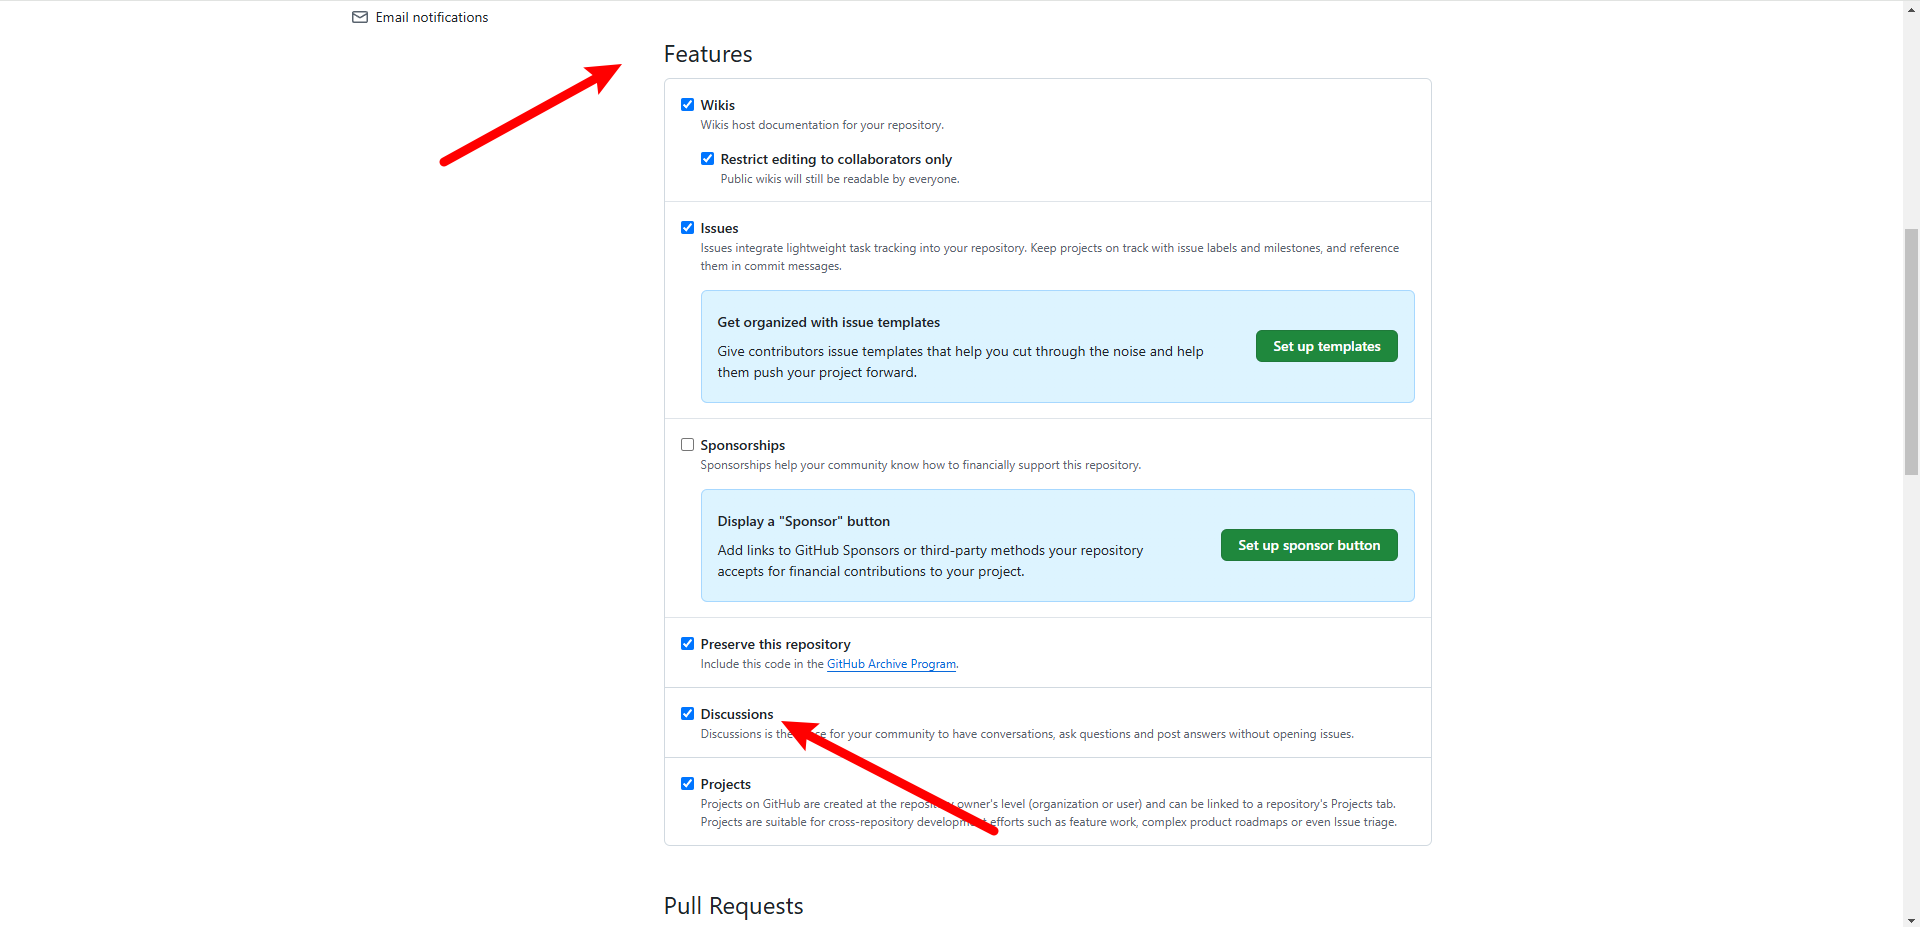 Email notifications
Features
Wikis
Wikis host documentation for your repository.
Restrict editing to collaborators only
Public wikis will still be readable by everyone.
Issues
Issues integrate lightweight task tracking into your repository. Keep projects on track with issue labels and milestones, and reference
them in commit messages.
Get organized with issue templates
Give contributors issue templates that help you cut through the noise and help
them push your project forward.
Set up templates
Sponsorships
Sponsorships help your community know how to financially support this repository.
Display a "Sponsor" button
Add links to GitHub Sponsors or third-party methods your repository
accepts for financial contributions to your project.
Set up sponsor button
Preserve this repository
Include this code in the GitHub Archive Program.
Discussions
Discussions is the for your community to have conversations, ask questions and post answers without opening issues.
Projects
Projects on GitHub are created at the repository owner's level (organization or user) and can be linked to a repository's Projects tab.
Projects are suitable for cross-repository development efforts such as feature work, complex product roadmaps or even Issue triage.
Pull Requests